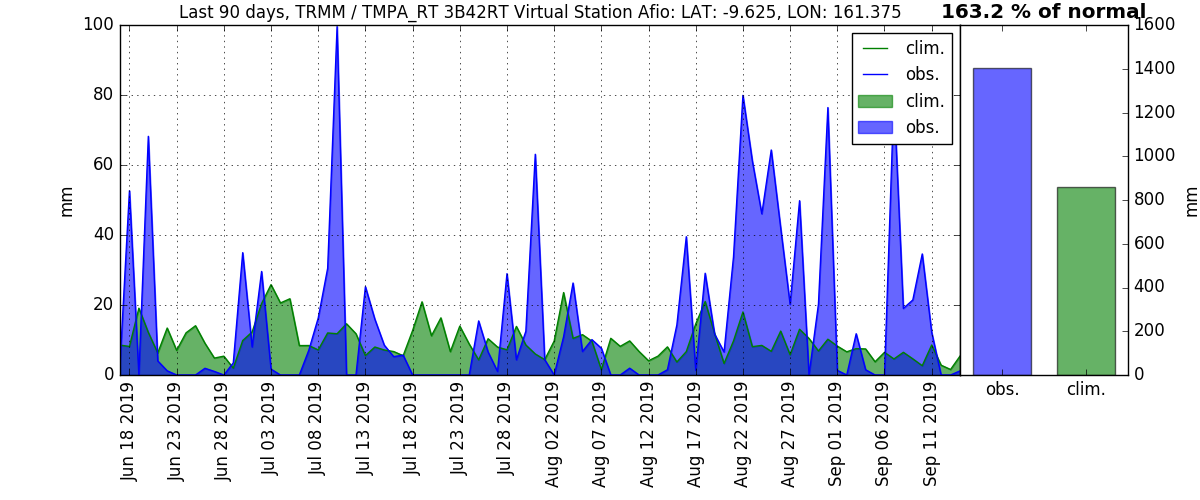 Last 90 days, TRMM / TMPA_RT 3B42RT Virtual Station Afio: LAT: -9.625, LON: 161.375
163.2 % of normal
100
80
60
40
20
0
mm
clim.
obs.
clim.
obs.
1600
1400
1200
1000
800
600
400
200
0
mm
Jun 18 2019
Jun 23 2019
Jun 28 2019
Jul 03 2019
Jul 08 2019
Jul 13 2019
Jul 18 2019
Jul 23 2019
Jul 28 2019
Aug 02 2019
Aug 07 2019
Aug 12 2019
Aug 17 2019
Aug 22 2019
Aug 27 2019
Sep 01 2019
Sep 06 2019
Sep 11 2019
obs.
clim.